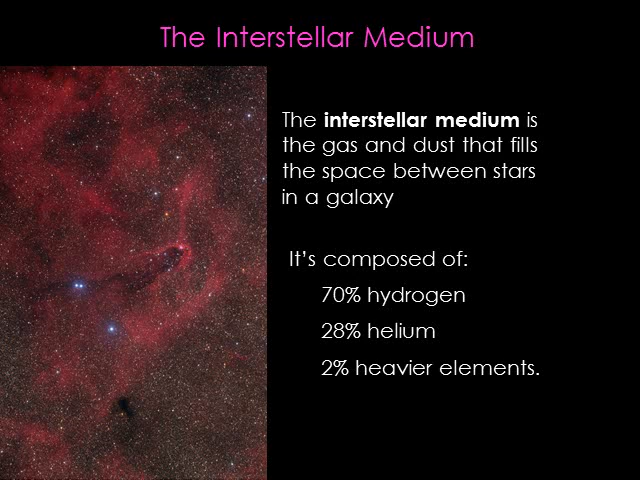 The Interstellar Medium
The interstellar medium is
the gas and dust that fills
the space between stars
in a galaxy
It's composed of:
70% hydrogen
28% helium
2% heavier elements.